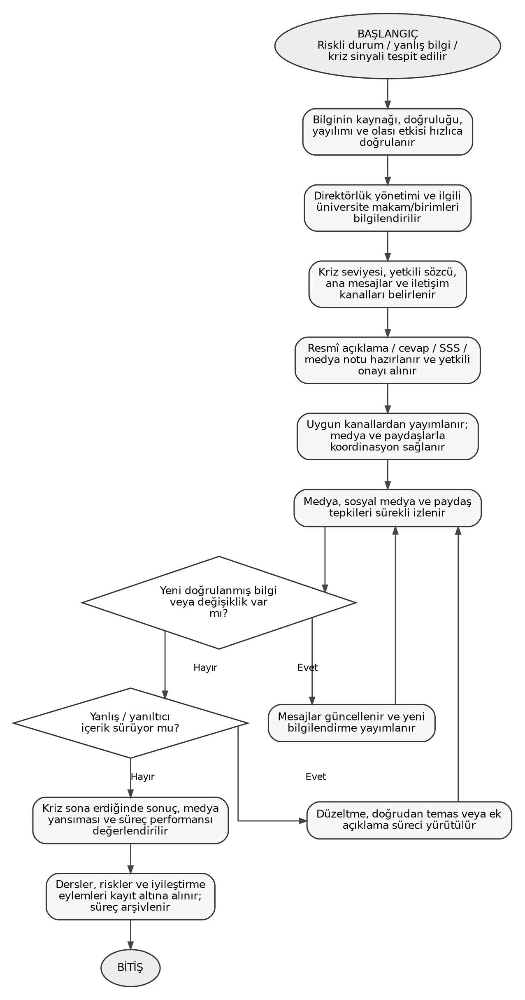 BAŞLANGIÇ
Riskli durum / yanlış bilgi /
kriz sinyali tespit edilir
Bilginin kaynağı, doğruluğu,
yayılımı ve olası etkisi hızlıca
doğrulanır
Direktörlük yönetimi ve ilgili
üniversite makam/birimleri
bilgilendirilir
Kriz seviyesi, yetkili sözcü,
ana mesajlar ve iletişim
kanalları belirlenir
Resmî açıklama / cevap / SSS /
medya notu hazırlanır ve yetkili
onayı alınır
Uygun kanallardan yayımlanır;
medya ve paydaşlarla
koordinasyon sağlanır
Medya, sosyal medya ve paydaş
tepkileri sürekli izlenir
Yeni doğrulanmış bilgi
veya değişiklik var
mı?
Hayır
Evet
Yanlış / yanıltıcı
içerik sürüyor mu?
Mesajlar güncellenir ve yeni
bilgilendirme yayımlanır
Hayır
Evet
Kriz sona erdiğinde sonuç, medya
yansıması ve süreç performansı
değerlendirilir
Düzeltme, doğrudan temas veya ek
açıklama süreci yürütülür
Dersler, riskler ve iyileştirme
eylemleri kayıt altına alınır;
süreç arşivlenir
BİTİŞ